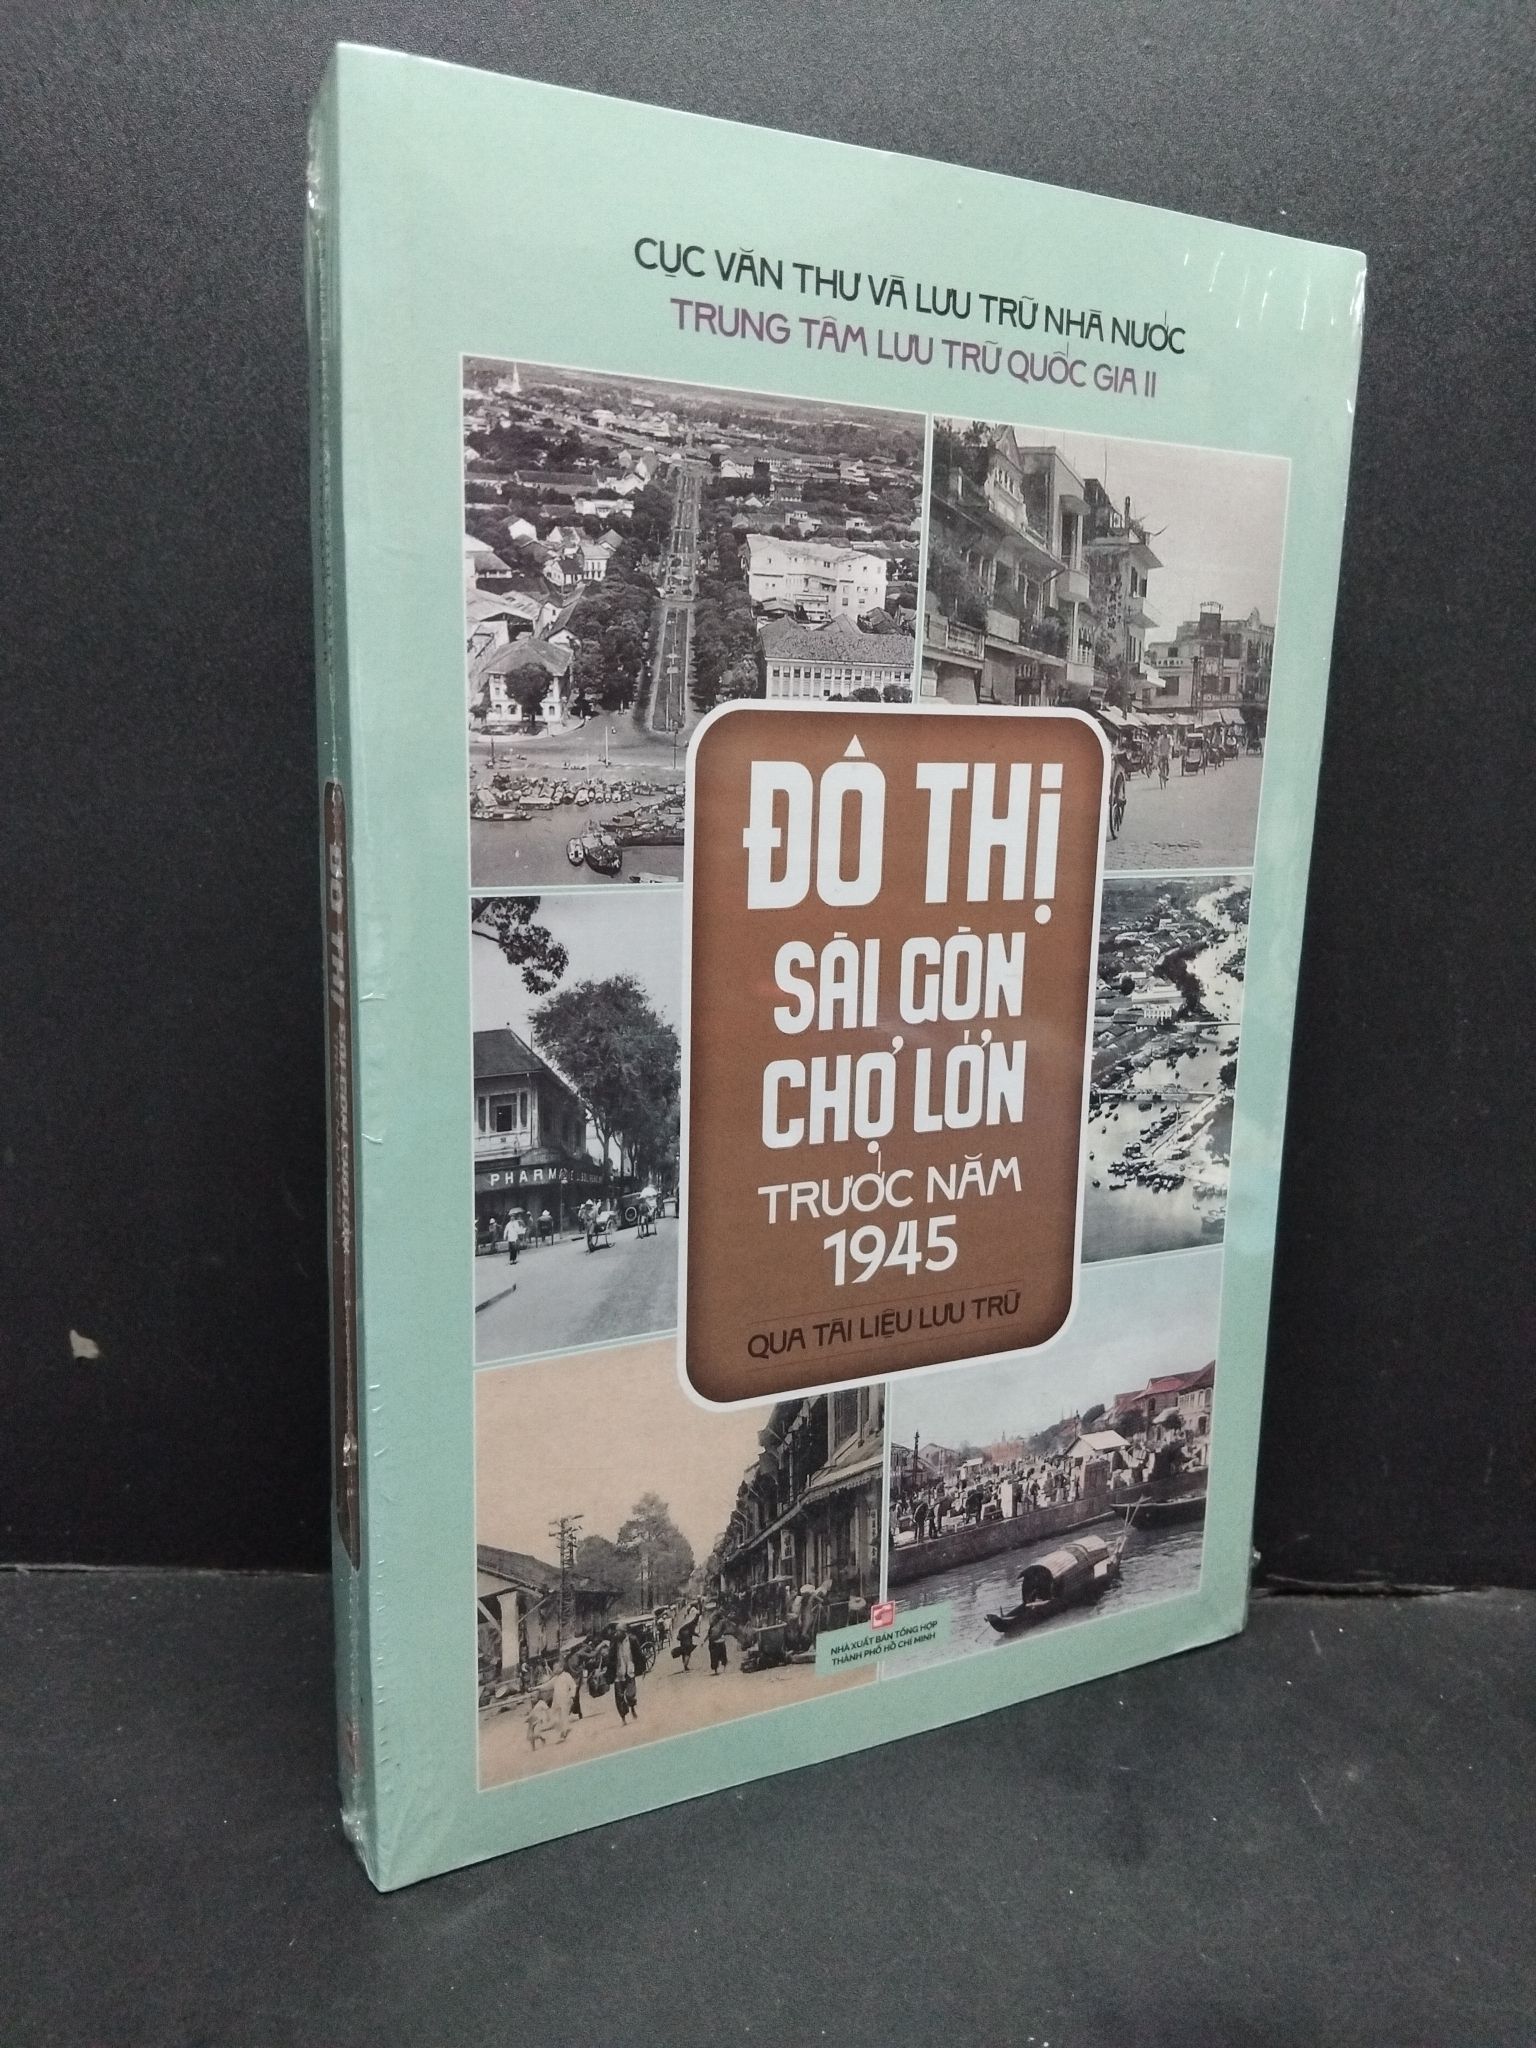 CỤC VĂN THƯ VÀ LƯU TRỮ NHÀ NƯỚC
TRUNG TÂM LƯU TRỮ QUỐC GIA II
ĐÔ THỊ
SÀI GÒN
CHỢ LỚN
TRƯỚC NĂM
1945
QUA TÀI LIỆU LƯU TRỮ
PHARM
NHÀ XUẤT BẢN TỔNG HỢP
THÀNH PHỐ HỒ CHÍ MINH
ĐÔ THỊ